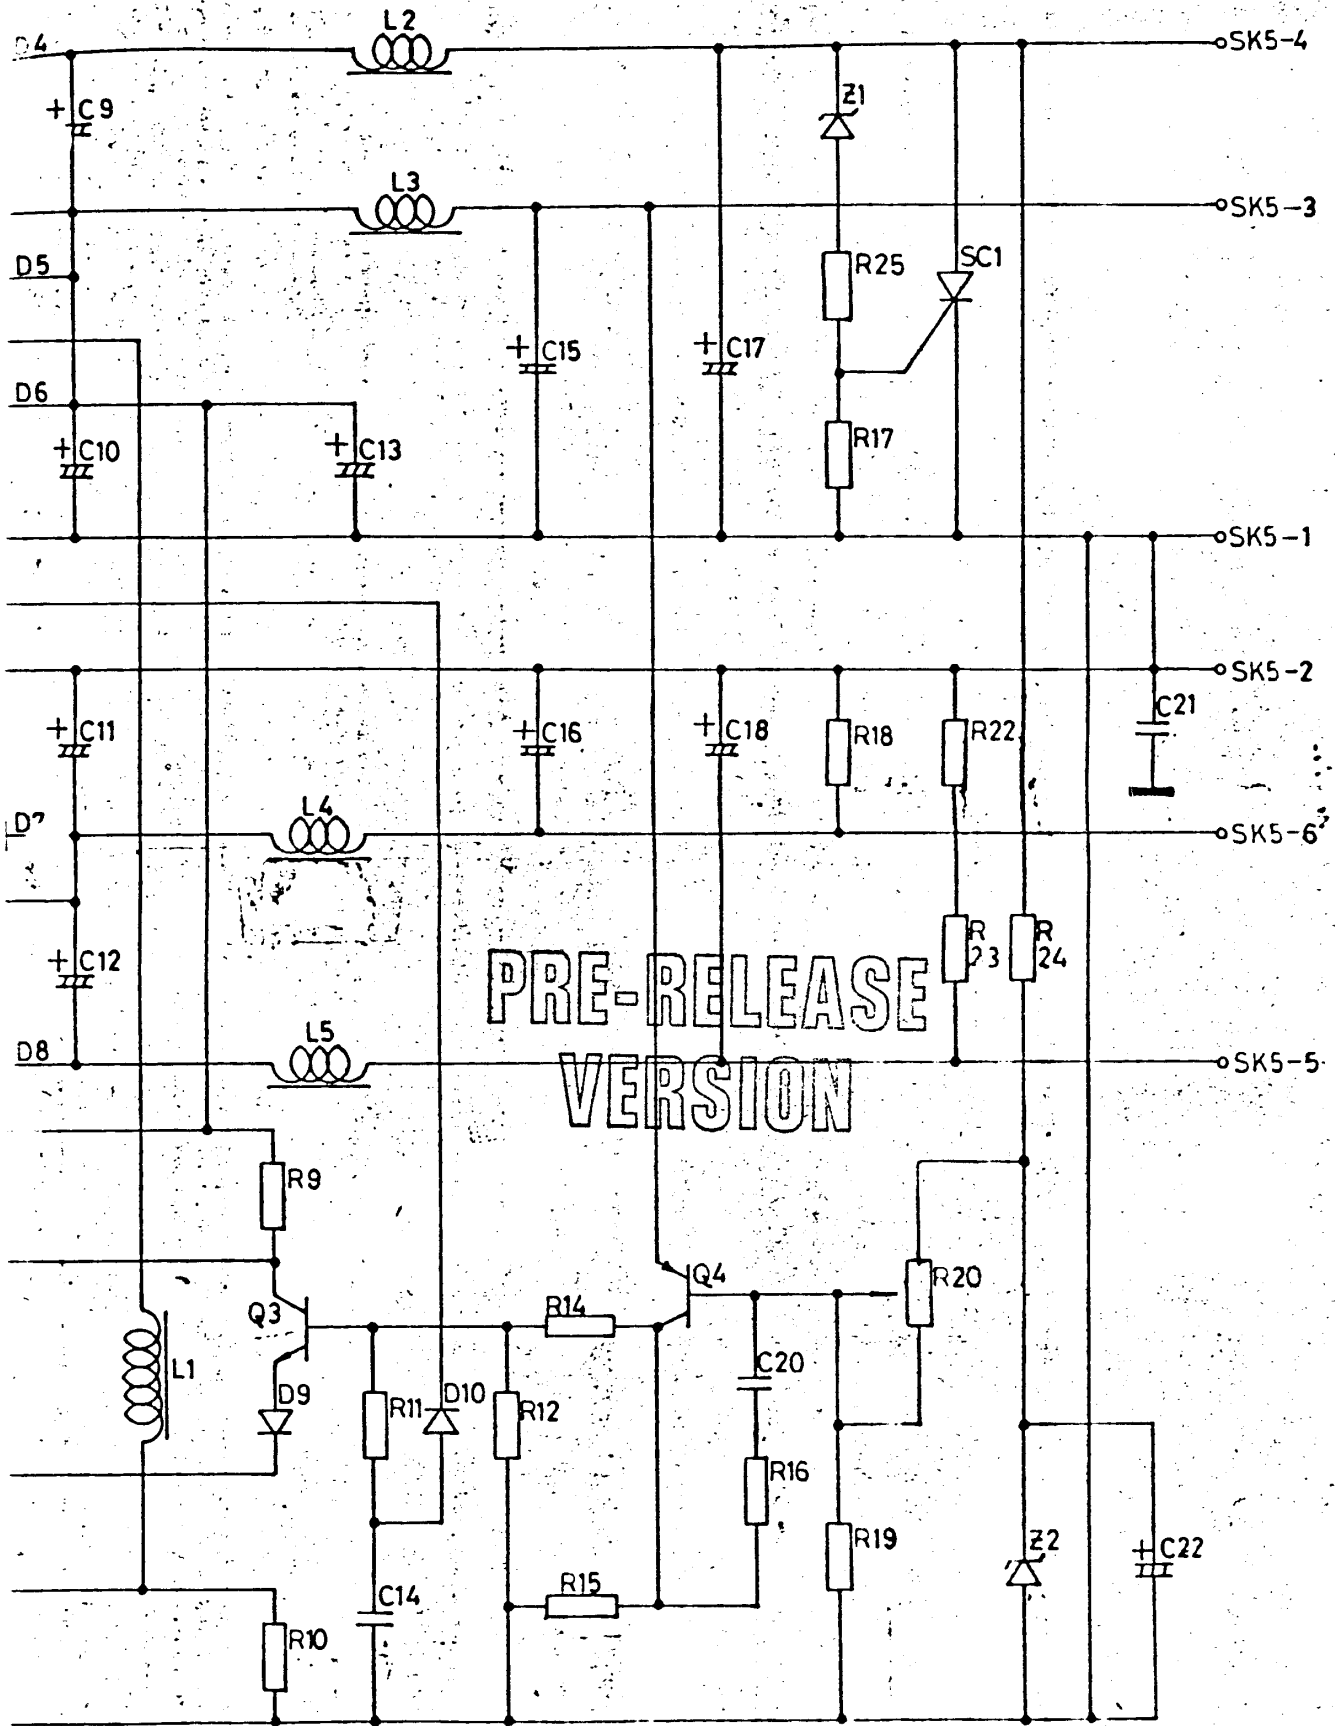 L2
D4
SK5-4
+ C9
Z1
L3
SK5-3
D5
R25
SC1
+ C15
+ C17
D6
+ C10
+ C13
R17
SK5-1
SK5-2
+ C11
+ C16
+ C18
R18
R22
C21
D7
L4
SK5-6
+ C12
R
23
R
24
PRE-RELEASE
VERSION
D8
L5
SK5-5
R9
Q4
R20
Q3
R14
L1
D9
R11
D10
R12
C20
R16
R19
Z2
+ C22
C14
R15
R10